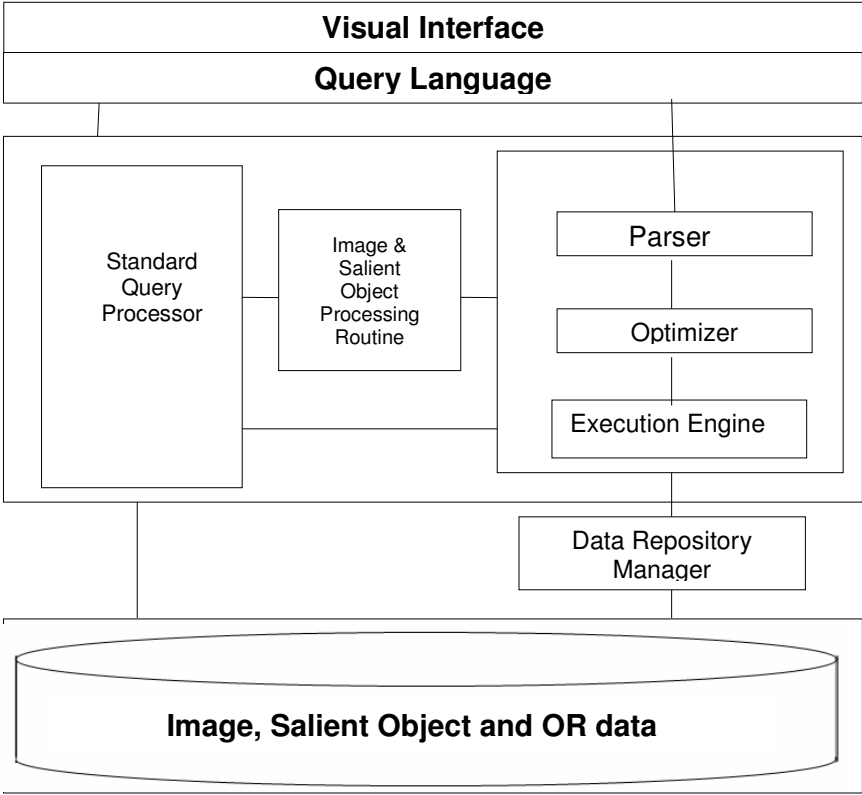 Visual Interface
Query Language
Standard
Query
Processor
Image &
Salient
Object
Processing
Routine
Parser
Optimizer
Execution Engine
Data Repository
Manager
Image, Salient Object and OR data